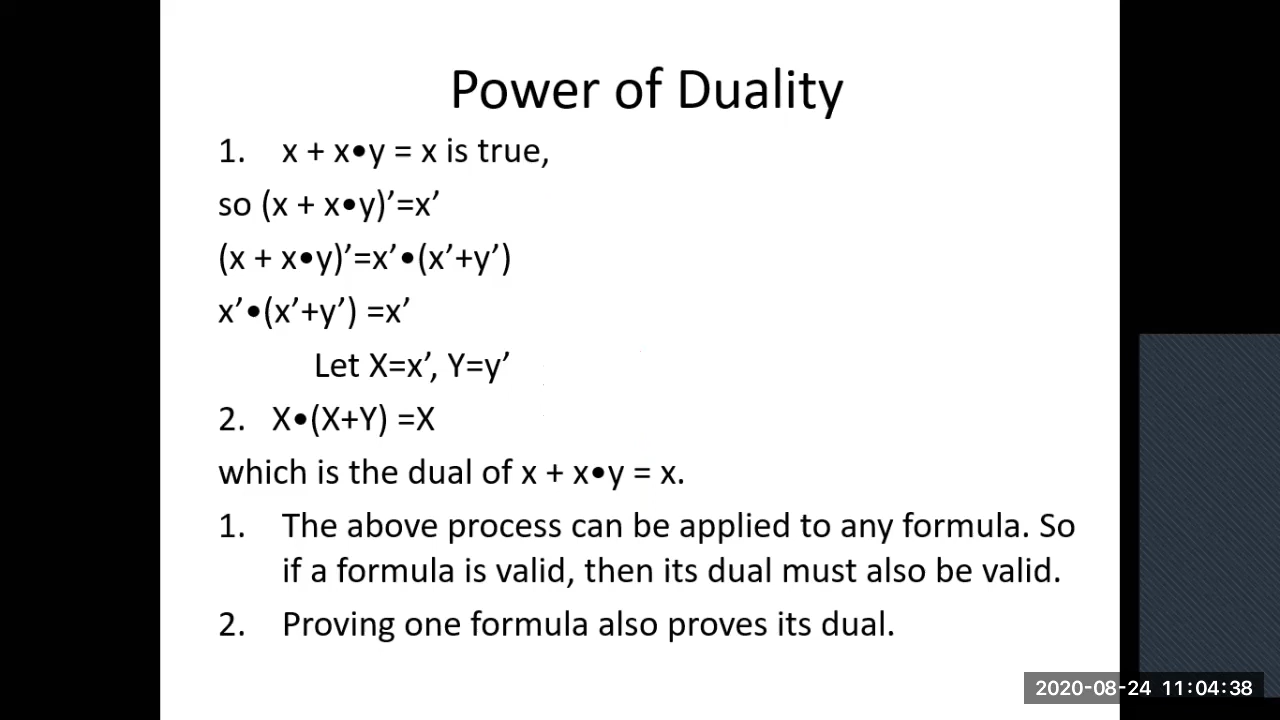 Power of Duality
1. x + x•y = x is true,
so (x + x•y)’=x’
(x + x•y)’=x’•(x’+y’)
x’•(x’+y’) =x’
Let X=x’, Y=y’
2. X•(X+Y) =X
which is the dual of x + x•y = x.
1. The above process can be applied to any formula. So
if a formula is valid, then its dual must also be valid.
2. Proving one formula also proves its dual.
2020-08-24 11:04:38